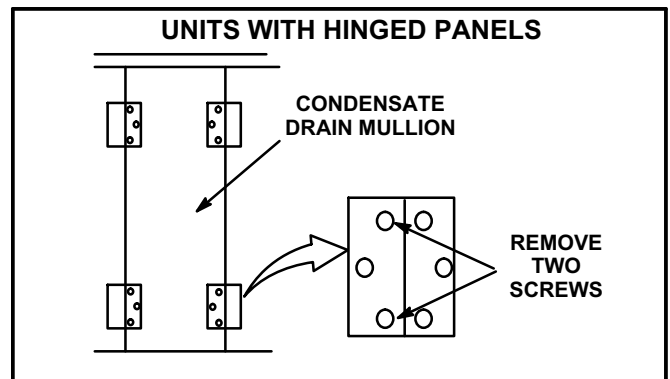 UNITS WITH HINGED PANELS
CONDENSATE
DRAIN MULLION
REMOVE
TWO
SCREWS